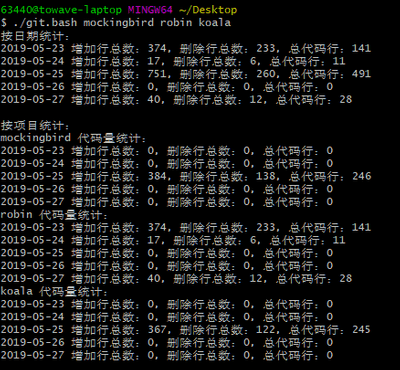 63440@towave-laptop MINGW64 ~/Desktop
$ ./git.bash mockingbird robin koala
按日期统计:
2019-05-23 增加行总数: 374, 删除行总数: 233, 总代码行: 141
2019-05-24 增加行总数: 17, 删除行总数: 6, 总代码行: 11
2019-05-25 增加行总数: 751, 删除行总数: 260, 总代码行: 491
2019-05-26 增加行总数: 0, 删除行总数: 0, 总代码行: 0
2019-05-27 增加行总数: 40, 删除行总数: 12, 总代码行: 28
按项目统计:
mockingbird 代码量统计:
2019-05-23 增加行总数: 0, 删除行总数: 0, 总代码行: 0
2019-05-24 增加行总数: 0, 删除行总数: 0, 总代码行: 0
2019-05-25 增加行总数: 384, 删除行总数: 138, 总代码行: 246
2019-05-26 增加行总数: 0, 删除行总数: 0, 总代码行: 0
2019-05-27 增加行总数: 0, 删除行总数: 0, 总代码行: 0
robin 代码量统计:
2019-05-23 增加行总数: 374, 删除行总数: 233, 总代码行: 141
2019-05-24 增加行总数: 17, 删除行总数: 6, 总代码行: 11
2019-05-25 增加行总数: 0, 删除行总数: 0, 总代码行: 0
2019-05-26 增加行总数: 0, 删除行总数: 0, 总代码行: 0
2019-05-27 增加行总数: 40, 删除行总数: 12, 总代码行: 28
koala 代码量统计:
2019-05-23 增加行总数: 0, 删除行总数: 0, 总代码行: 0
2019-05-24 增加行总数: 0, 删除行总数: 0, 总代码行: 0
2019-05-25 增加行总数: 367, 删除行总数: 122, 总代码行: 245
2019-05-26 增加行总数: 0, 删除行总数: 0, 总代码行: 0
2019-05-27 增加行总数: 0, 删除行总数: 0, 总代码行: 0